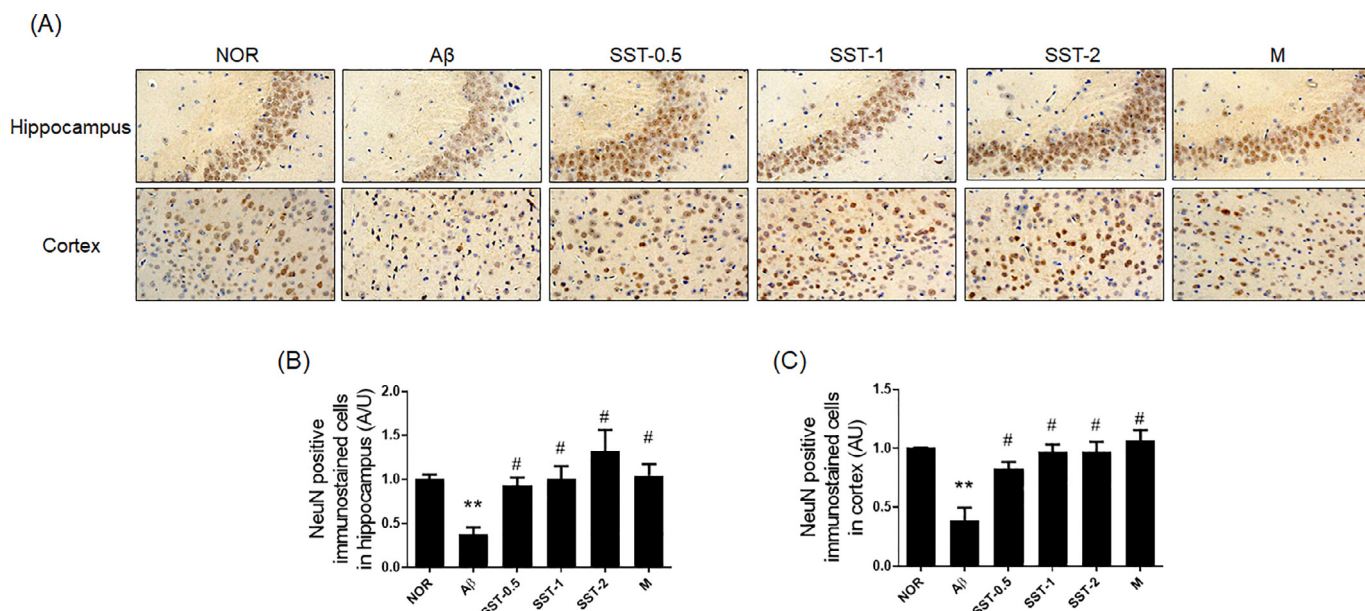 (A)
NOR Aβ SST-0.5 SST-1 SST-2 M
Hippocampus
Cortex
(B)
NeuN positive
immunostained cells
in hippocampus (A/U)
2.0
1.5
1.0
0.5
0.0
** # # # #
NOR Aβ SST-0.5 SST-1 SST-2 M
(C)
NeuN positive
immunostained cells
in cortex (AU)
1.5
1.0
0.5
0.0
** # # # #
NOR Aβ SST-0.5 SST-1 SST-2 M